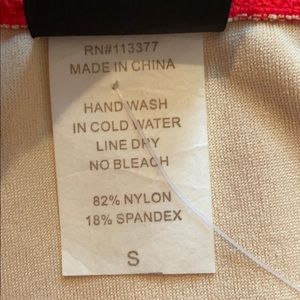 RN#113377
MADE IN CHINA
HAND WASH
IN COLD WATER
LINE DRY
NO BLEACH
82% NYLON
18% SPANDEX
S